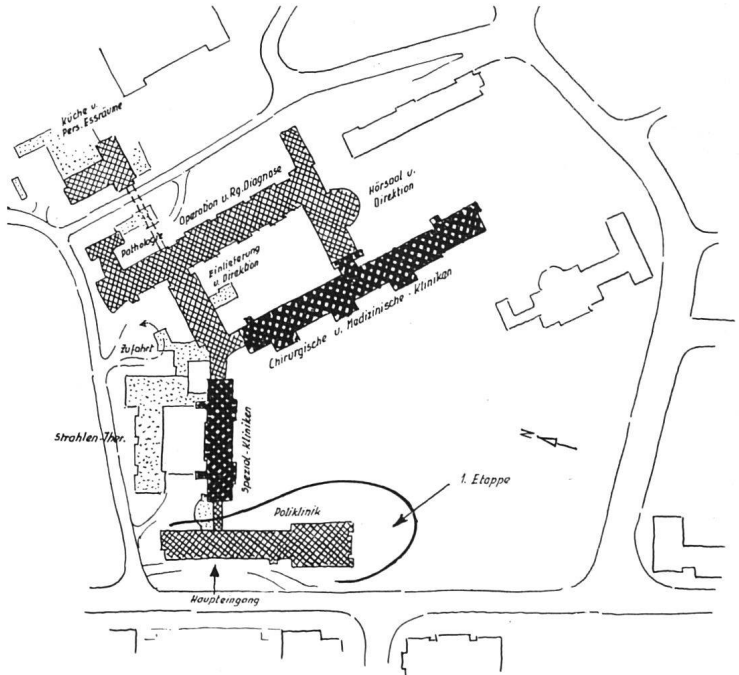 Küche u.
Pers. Essräume
Operation u. Rg. Diagnose
Hörsaal u.
Direktion
Pathologie
Einlieferung
u. Direktion
Chirurgische u. Medizinische - Kliniken
Zufahrt
Strahlen-Ther.
Spezial-Kliniken
N
1. Etappe
Poliklinik
Haupteingang